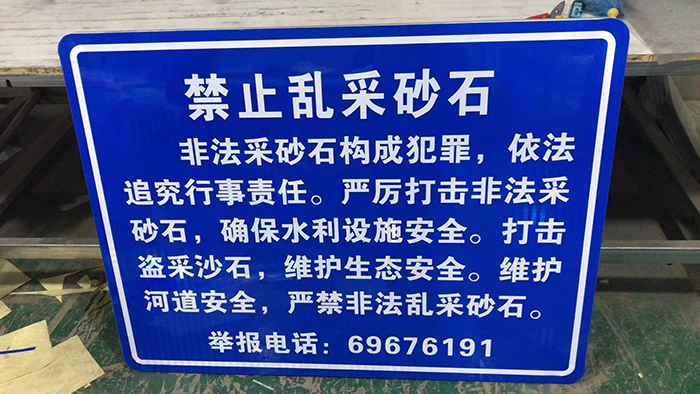 禁止乱采砂石
非法采砂石构成犯罪，依法
追究行事责任。严厉打击非法采
砂石，确保水利设施安全。打击
盗采沙石，维护生态安全。维护
河道安全，严禁非法乱采砂石。
举报电话：69676191